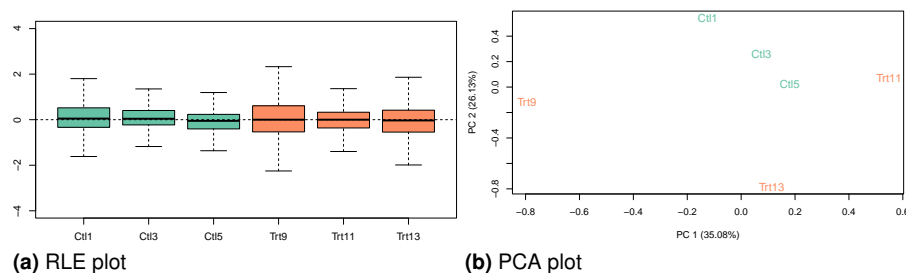 4
2
0
−2
−4
Ctl1 Ctl3 Ctl5 Trt9 Trt11 Trt13
(a) RLE plot
PC 2 (26.13%)
0.4
0.2
0.0
−0.4
−0.8
Ctl1
Ctl3
Ctl5
Trt11
Trt9
Trt13
−0.8 −0.6 −0.4 −0.2 0.0 0.2 0.4 0.6
PC 1 (35.08%)
(b) PCA plot